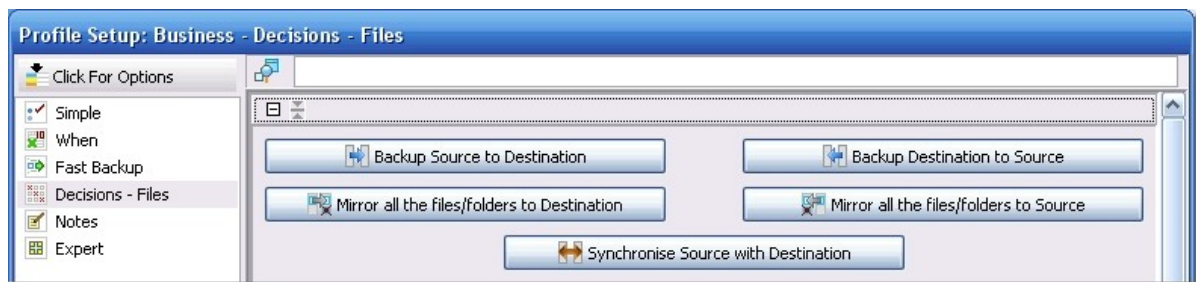 Profile Setup: Business - Decisions - Files
Click For Options
Simple
When
Fast Backup
Decisions - Files
Notes
Expert
Backup Source to Destination
Backup Destination to Source
Mirror all the files/folders to Destination
Mirror all the files/folders to Source
Synchronise Source with Destination